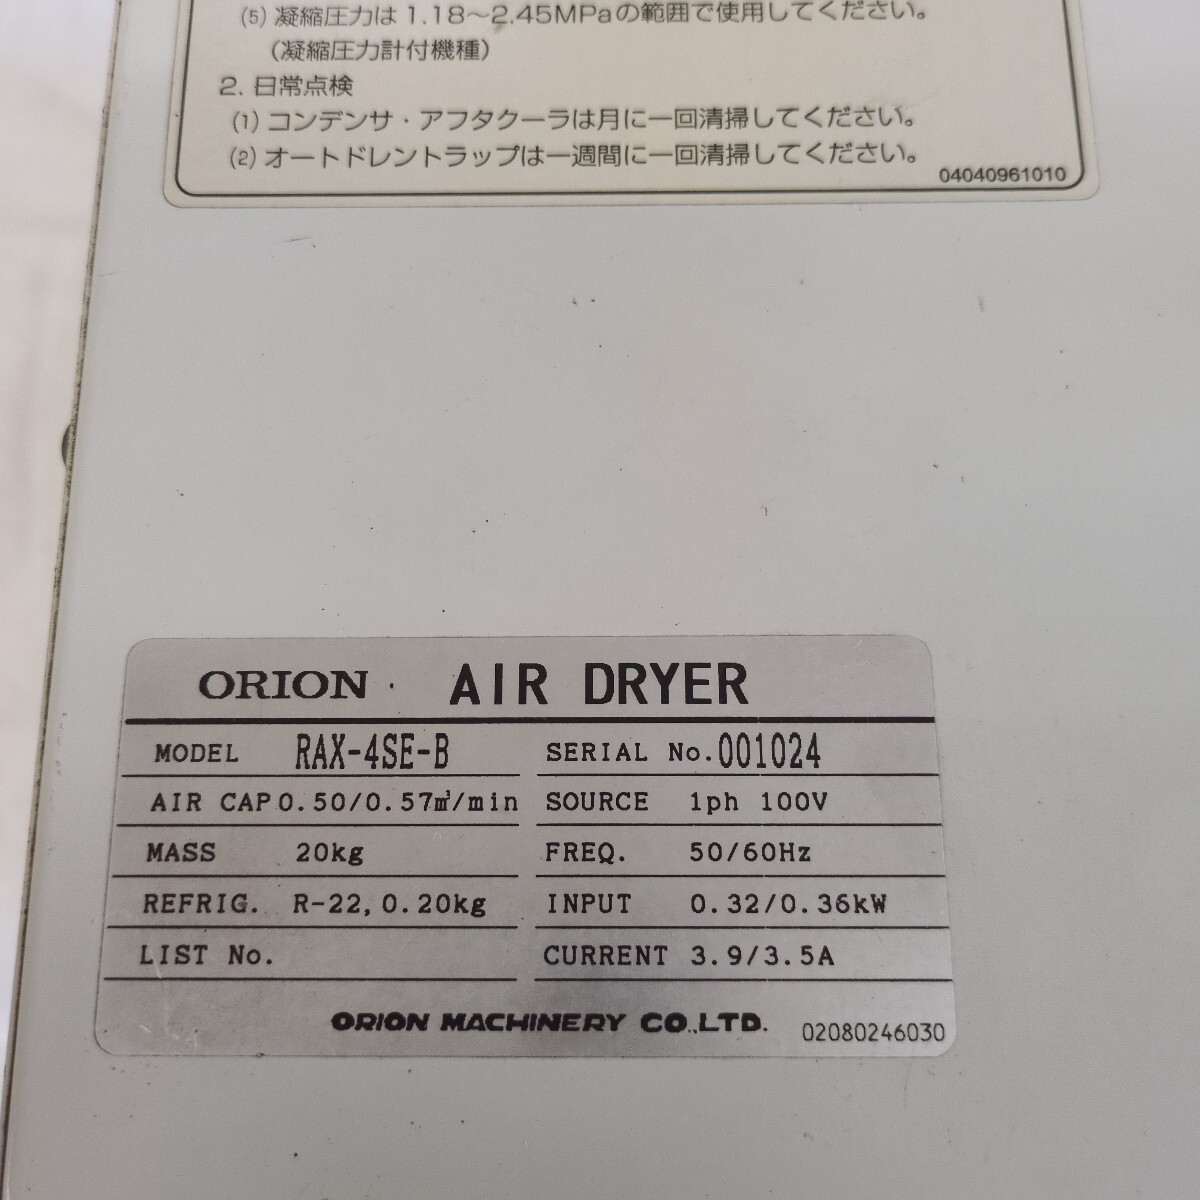 (5) 凝縮圧力は1.18～2.45MPaの範囲で使用してください。
(凝縮圧力計付機種)
2. 日常点検
(1) コンデンサ・アフタクーラは月に一回清掃してください。
(2) オートドレントラップは一週間に一回清掃してください。
04040961010
ORION AIR DRYER
MODEL RAX-4SE-B SERIAL No. 001024
AIR CAP 0.50/0.57m³/min SOURCE 1ph 100V
MASS 20kg FREQ. 50/60Hz
REFRIG. R-22, 0.20kg INPUT 0.32/0.36kW
LIST No. CURRENT 3.9/3.5A
ORION MACHINERY CO.,LTD. 02080246030